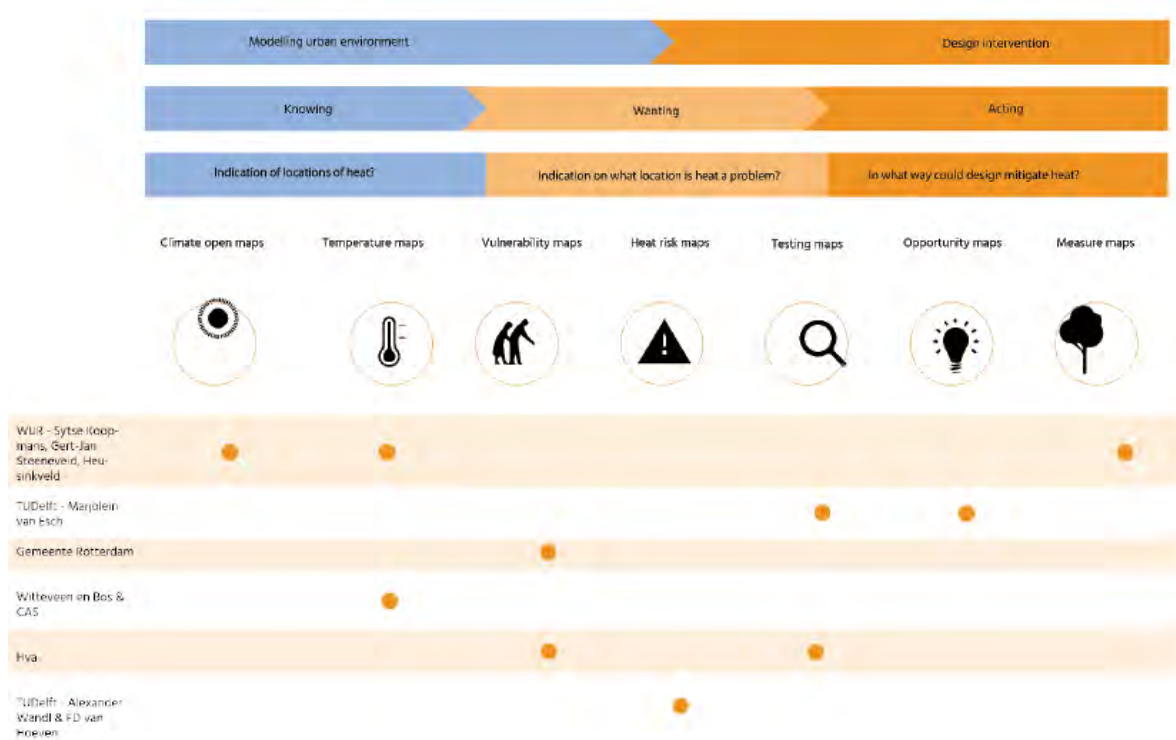 Modelling urban environment
Design intervention
Knowing
Wanting
Acting
Indication of locations of heat?
Indication on what location is heat a problem?
In what way could design mitigate heat?
Climate open maps
Temperature maps
Vulnerability maps
Heat risk maps
Testing maps
Opportunity maps
Measure maps
WUR - Sytse Koop-
mans, Gert-Jan
Steeneveld, Heu-
sinkveld
TUDelft - Marjolein
van Esch
Gemeente Rotterdam
Witteveen en Bos &
CAS
Hva
TUDelft - Alexander
Wandl & FD van
Hoeven